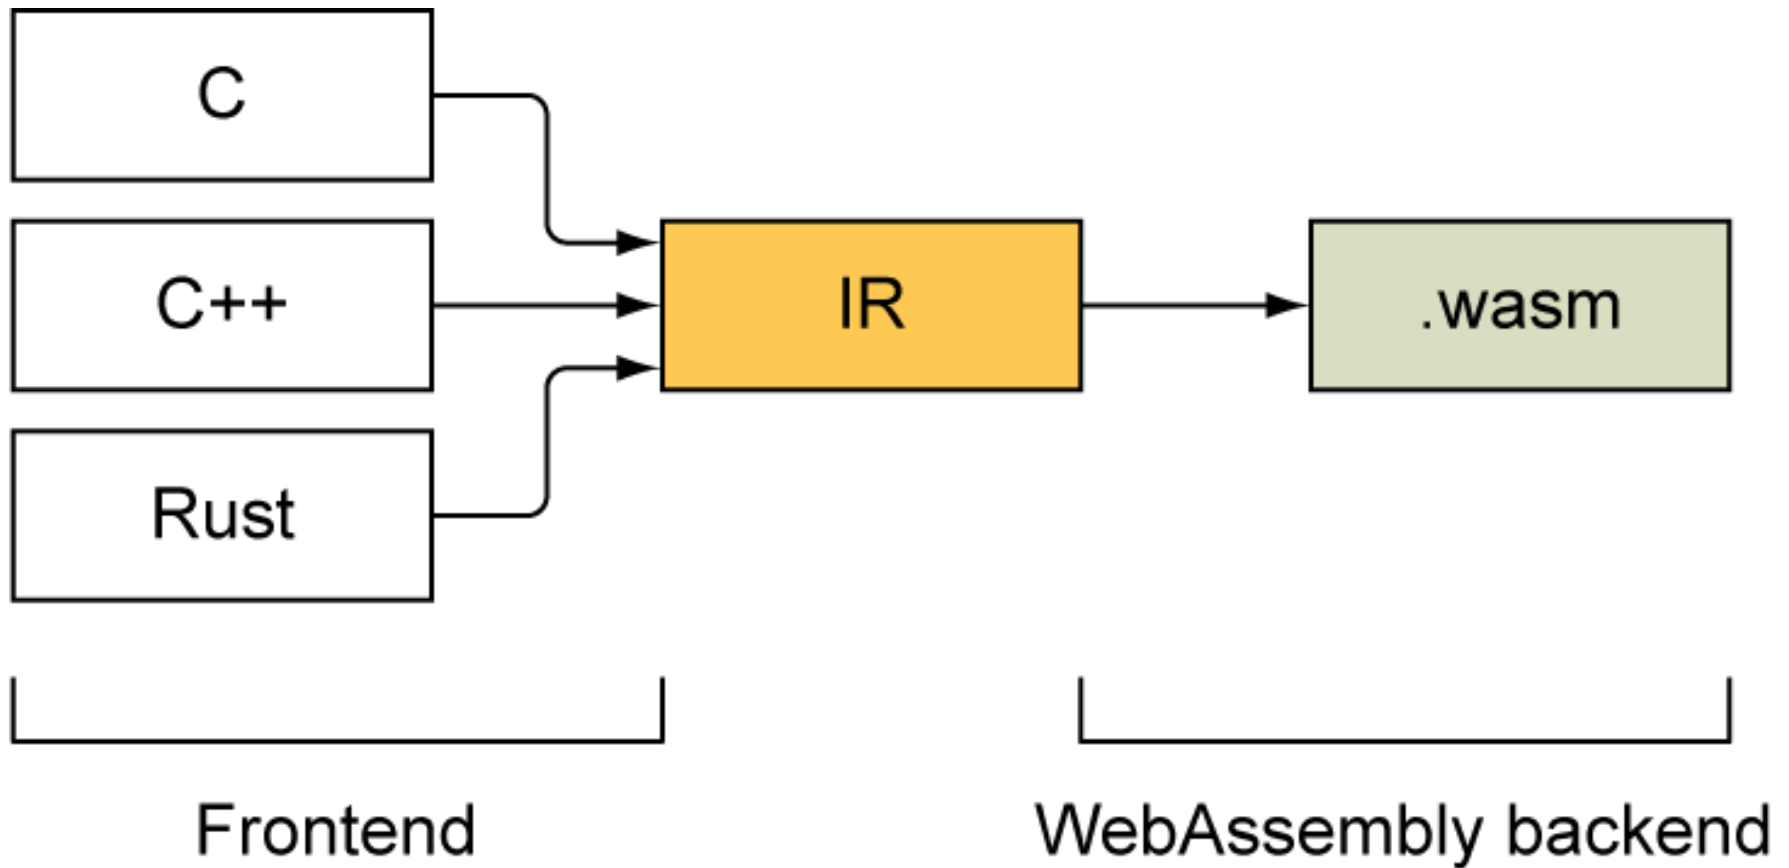 C
C++
Rust
IR
.wasm
Frontend
WebAssembly backend